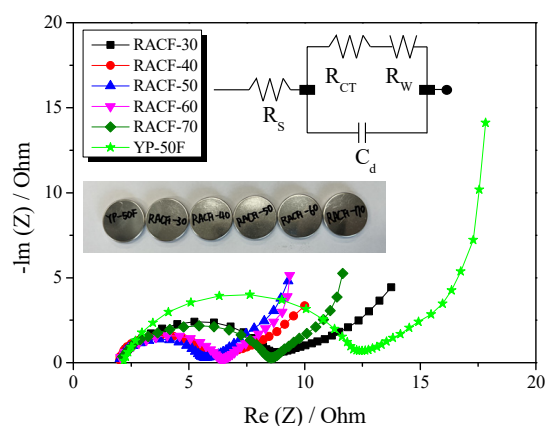 RACF-30
RACF-40
RACF-50
RACF-60
RACF-70
YP-50F
R_S
R_CT
R_W
C_d
YP-50F RACF-30 RACF-40 RACF-50 RACF-60 RACF-70
-Im (Z) / Ohm
20
15
10
5
0
0 5 10 15 20
Re (Z) / Ohm